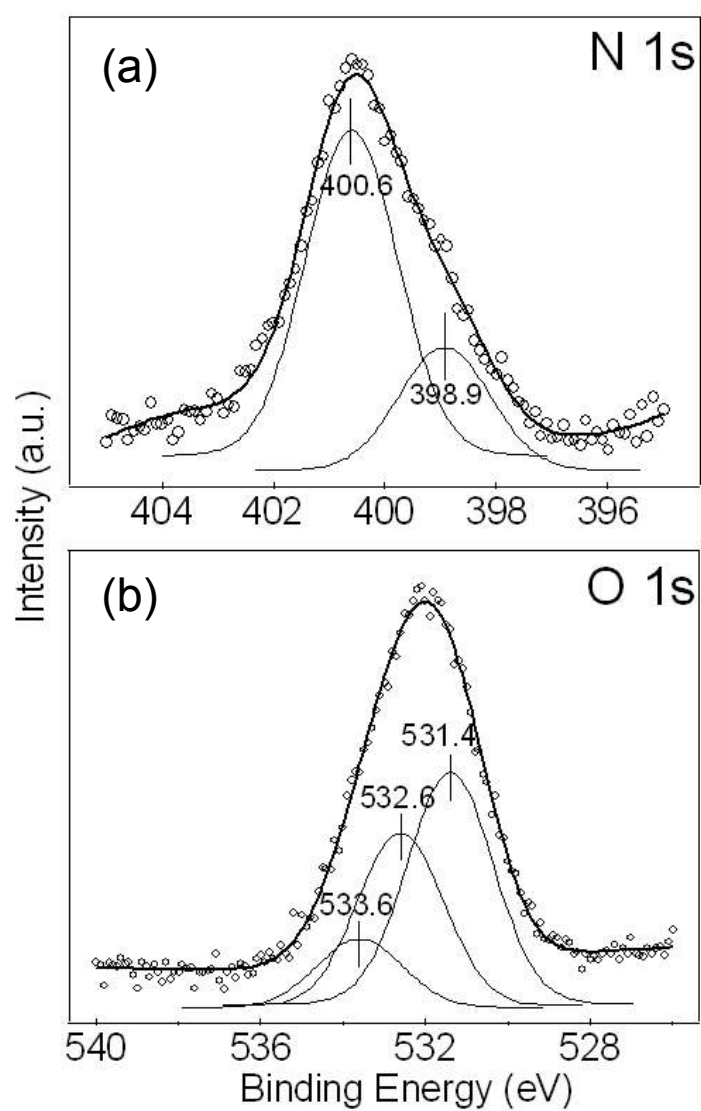 (a)
N 1s
400.6
398.9
404 402 400 398 396
Intensity (a.u.)
(b)
O 1s
531.4
532.6
533.6
540 536 532 528
Binding Energy (eV)